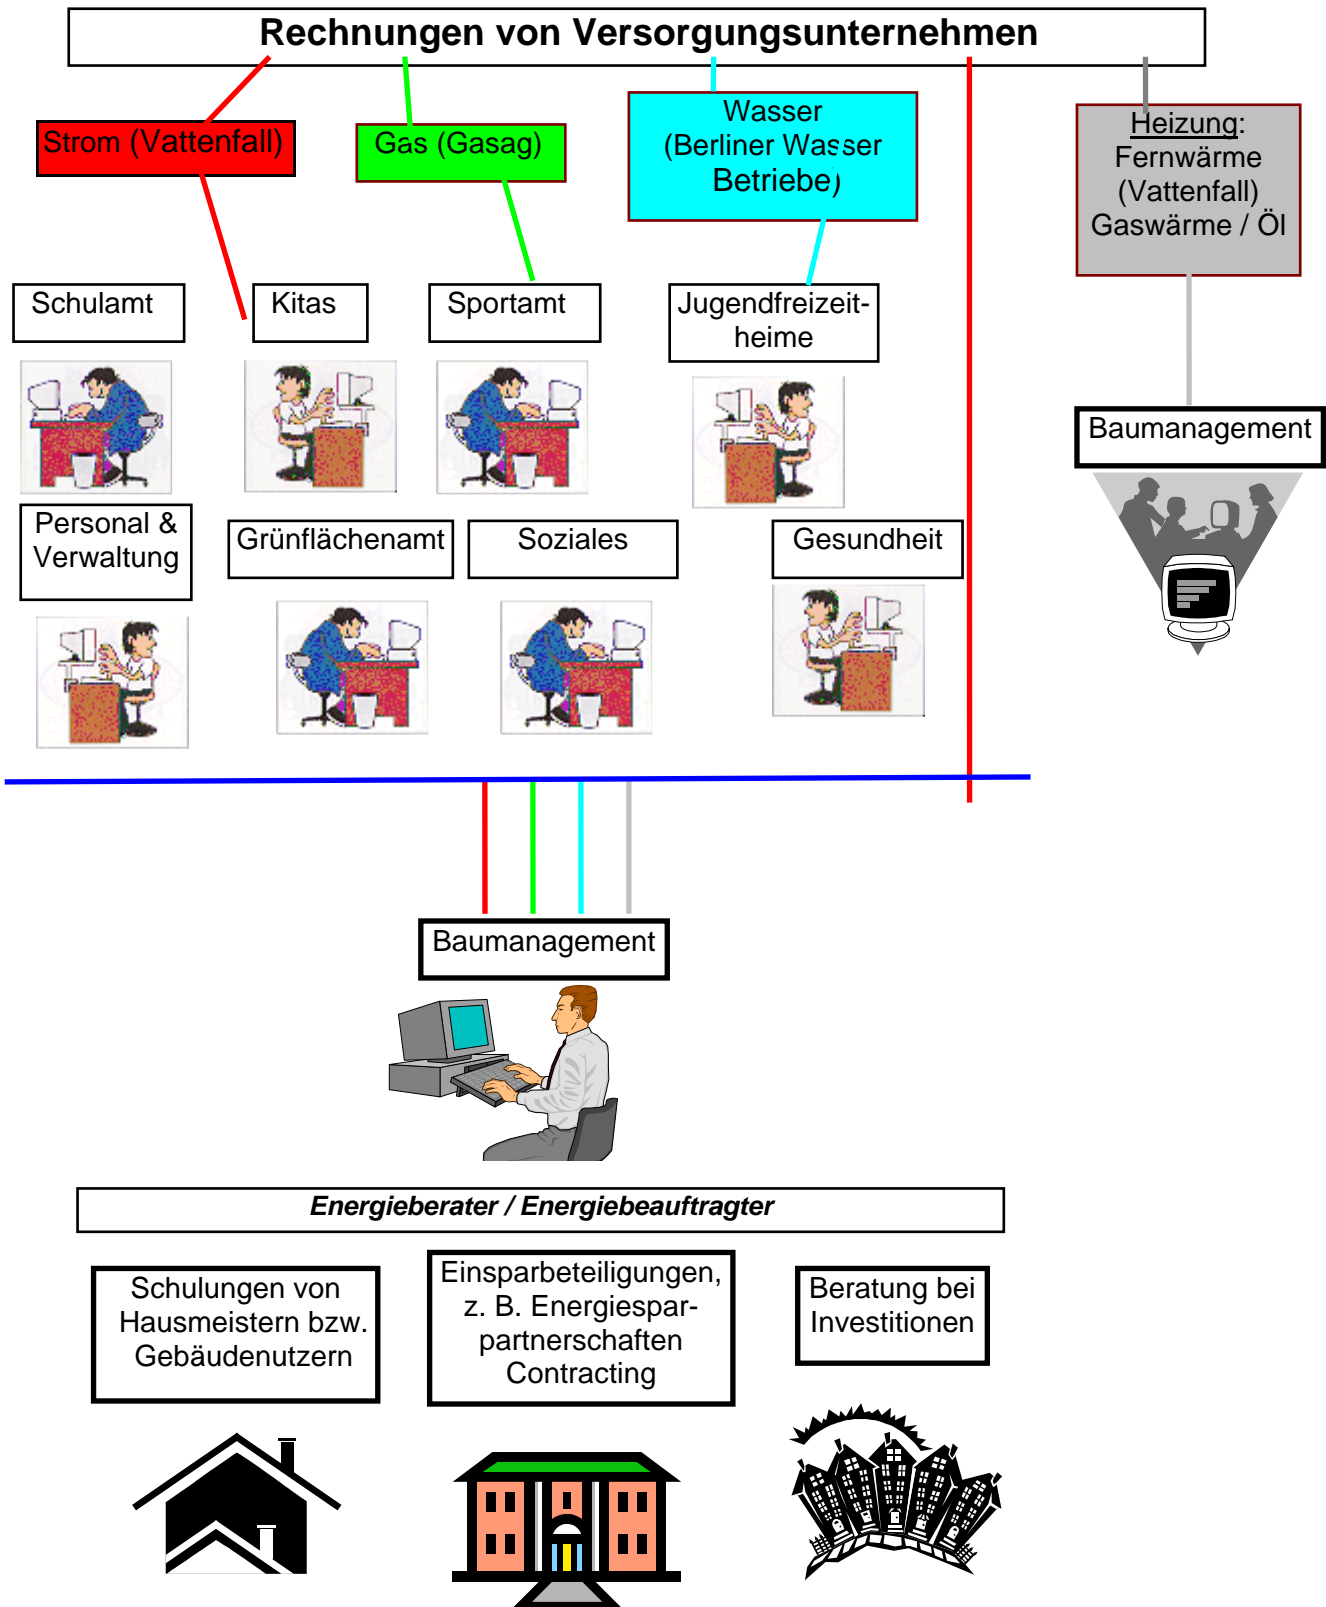 Rechnungen von Versorgungsunternehmen
Strom (Vattenfall)
Gas (Gasag)
Wasser
(Berliner Wasser
Betriebe)
Heizung:
Fernwärme
(Vattenfall)
Gaswärme / Öl
Schulamt
Kitas
Sportamt
Jugendfreizeit-
heime
Baumanagement
Personal &
Verwaltung
Grünflächenamt
Soziales
Gesundheit
Baumanagement
Energieberater / Energiebeauftragter
Schulungen von
Hausmeistern bzw.
Gebäudenutzern
Einsparbeteiligungen,
z. B. Energiespar-
partnerschaften
Contracting
Beratung bei
Investitionen